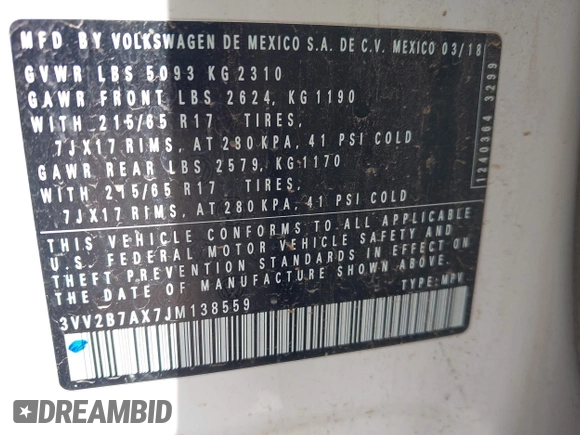 MFD BY VOLKSWAGEN DE MEXICO S.A. DE C.V. MEXICO 03/18
GVWR LBS 5093 KG 2310
GAWR FRONT LBS 2624, KG 1190
WITH 215/65 R17 TIRES,
7JX17 RIMS, AT 280 KPA, 41 PSI COLD
GAWR REAR LBS 2579, KG 1170
WITH 215/65 R17 TIRES,
7JX17 RIMS, AT 280 KPA, 41 PSI COLD
THIS VEHICLE CONFORMS TO ALL APPLICABLE
U.S. FEDERAL MOTOR VEHICLE SAFETY AND
THEFT PREVENTION STANDARDS IN EFFECT ON
THE DATE OF MANUFACTURE SHOWN ABOVE.
3VV2B7AX7JM138559 TYPE:MPV
1240364 3299
DREAMBID